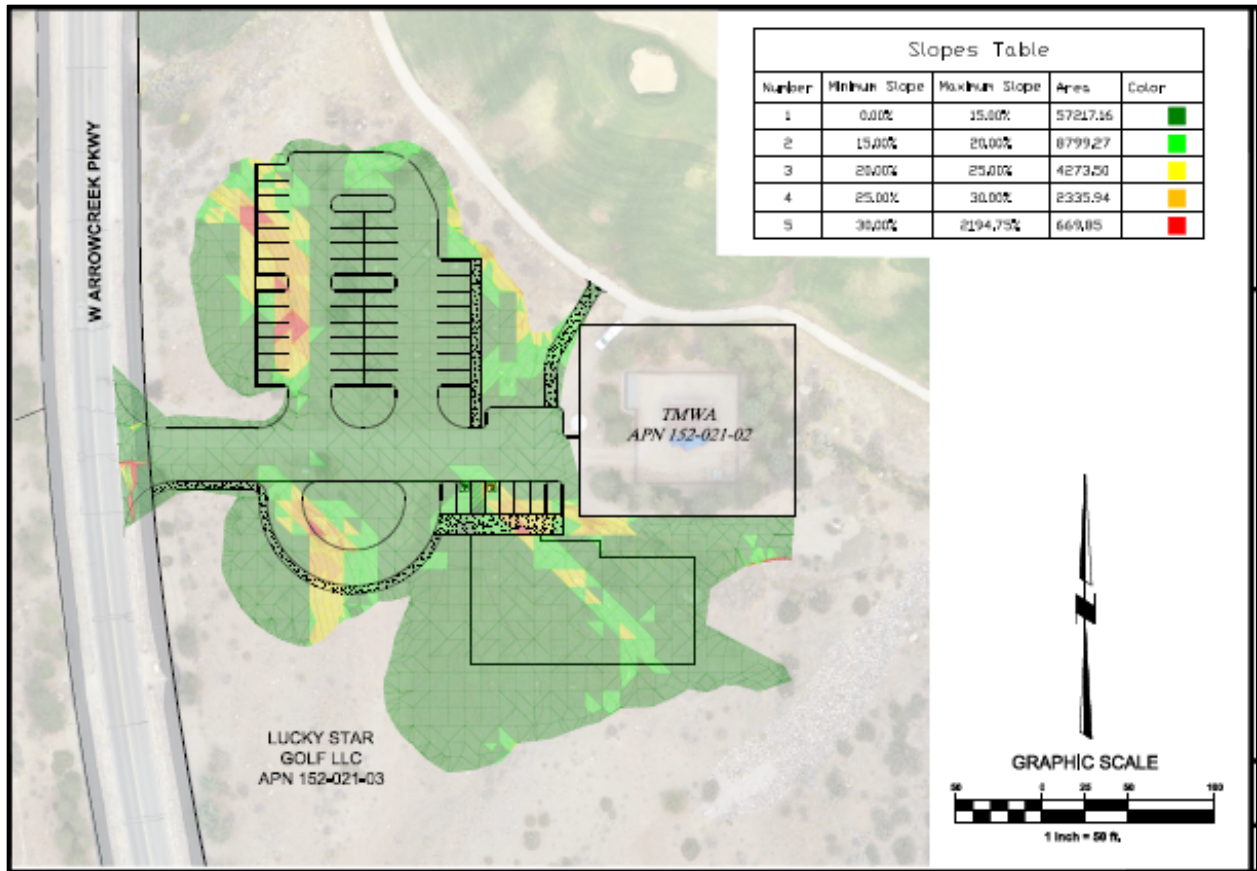 Slopes Table
Number Minimum Slope Maximum Slope Area Color
1 0.00% 15.00% 57217.16
2 15.00% 20.00% 8799.27
3 20.00% 25.00% 4273.50
4 25.00% 30.00% 2335.94
5 30.00% 2194.75% 669.85
W ARROWCREEK PKWY
TMWA
APN 152-021-02
LUCKY STAR
GOLF LLC
APN 152-021-03
GRAPHIC SCALE
50 0 25 50 100
1 inch = 50 ft.